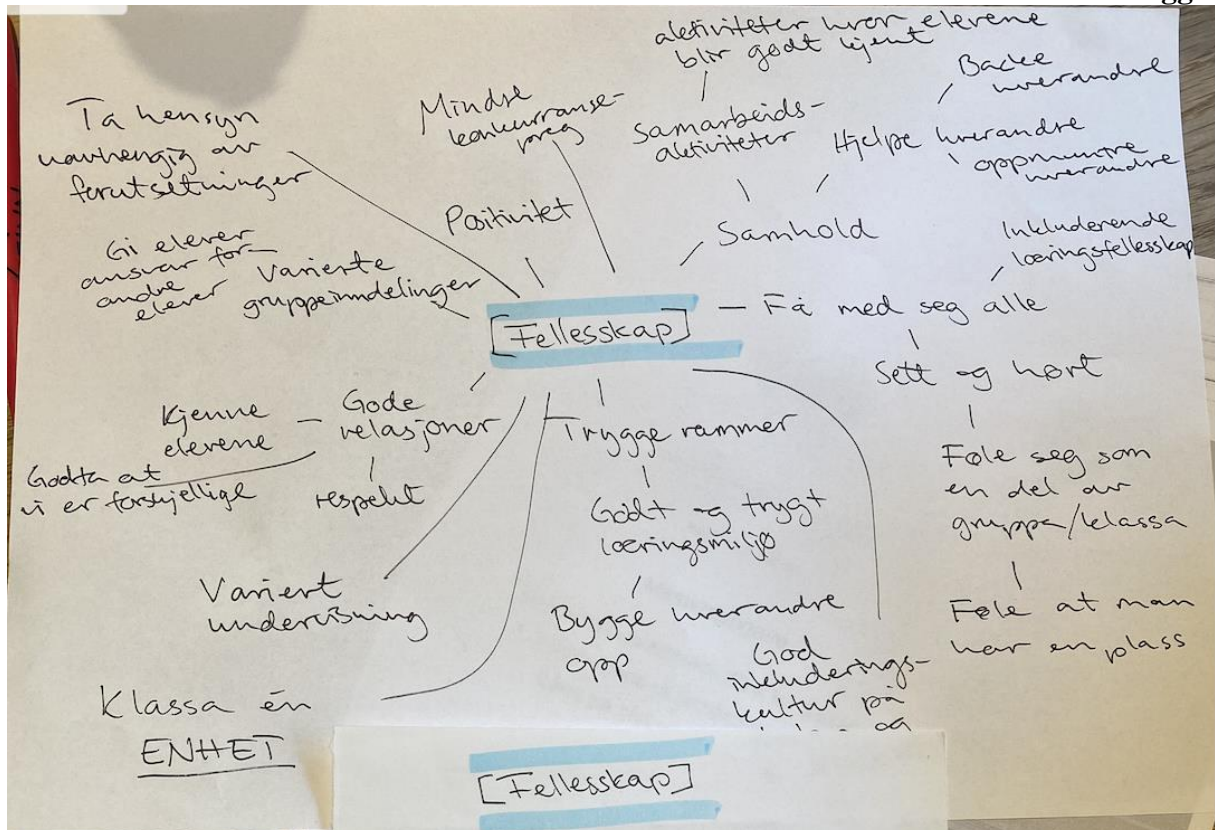 gg
aktiviteter hvor elevene
blir godt kjent
Backe
hverandre
Ta hensyn
uavhengig av
forutsetninger
Mindre
konkurranse-
preg
Samarbeids-
aktiviteter
Hjelpe hverandre
oppmuntre
hverandre
Positivitet
Samhold
Gi elever
ansvar for
andre
elever
Varierte
gruppeinndelinger
Inkluderende
læringsfellesskap
[Fellesskap]
Få med seg alle
Sett og hørt
Kjenne
elevene
Gode
relasjoner
Trygge rammer
Godta at
vi er forskjellige
respekt
Føle seg som
en del av
gruppa/klassa
Godt og trygt
læringsmiljø
Variert
undervisning
Bygge hverandre
opp
Føle at man
har en plass
God
inkluderings-
kultur på
og
Klassa én
ENHET
[Fellesskap]